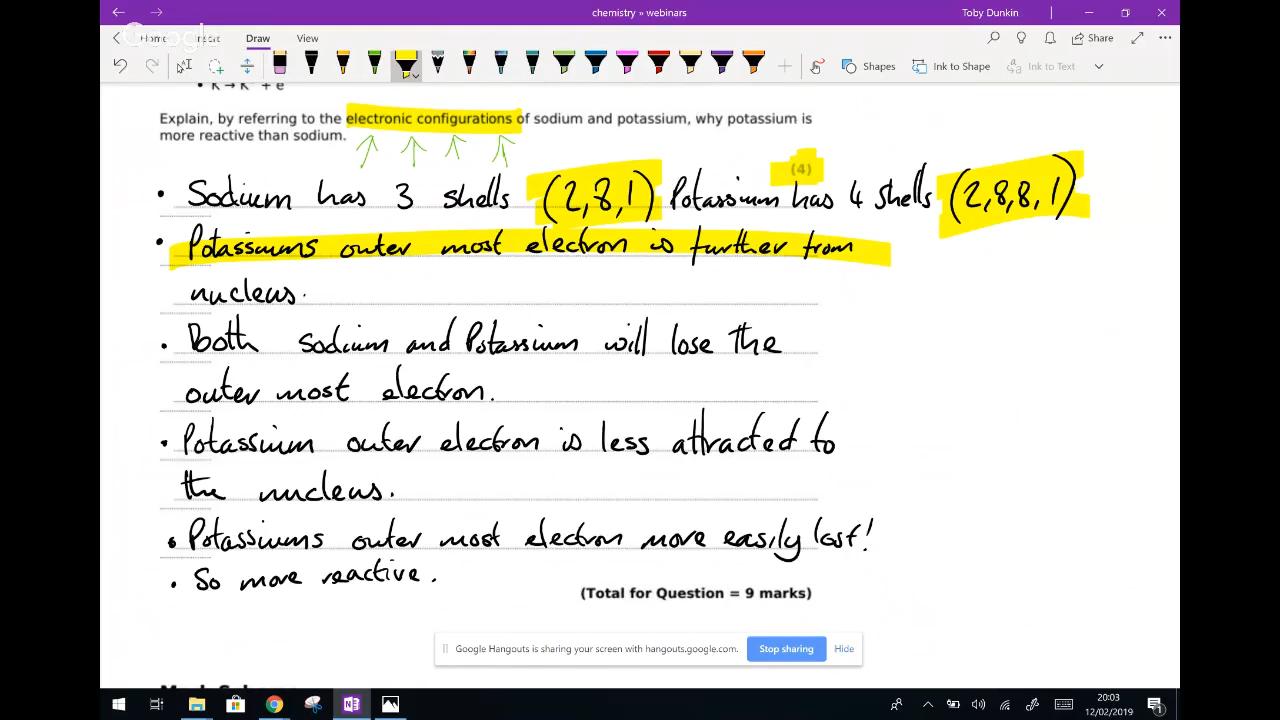 chemistry » webinars
Toby Dunkin
Google
Home Insert Draw View
Share
Shapes Ink to Shape Ink to Text
• K → K + e
Explain, by referring to the electronic configurations of sodium and potassium, why potassium is
more reactive than sodium.
(4)
• Sodium has 3 shells (2,8,1) Potassium has 4 shells (2,8,8,1)
• Potassiums outer most electron is further from
nucleus.
• Both sodium and Potassium will lose the
outer most electron.
• Potassium outer electron is less attracted to
the nucleus.
• Potassiums outer most electron more easily lost!
• So more reactive.
(Total for Question = 9 marks)
Google Hangouts is sharing your screen with hangouts.google.com. Stop sharing Hide
20:03
12/02/2019